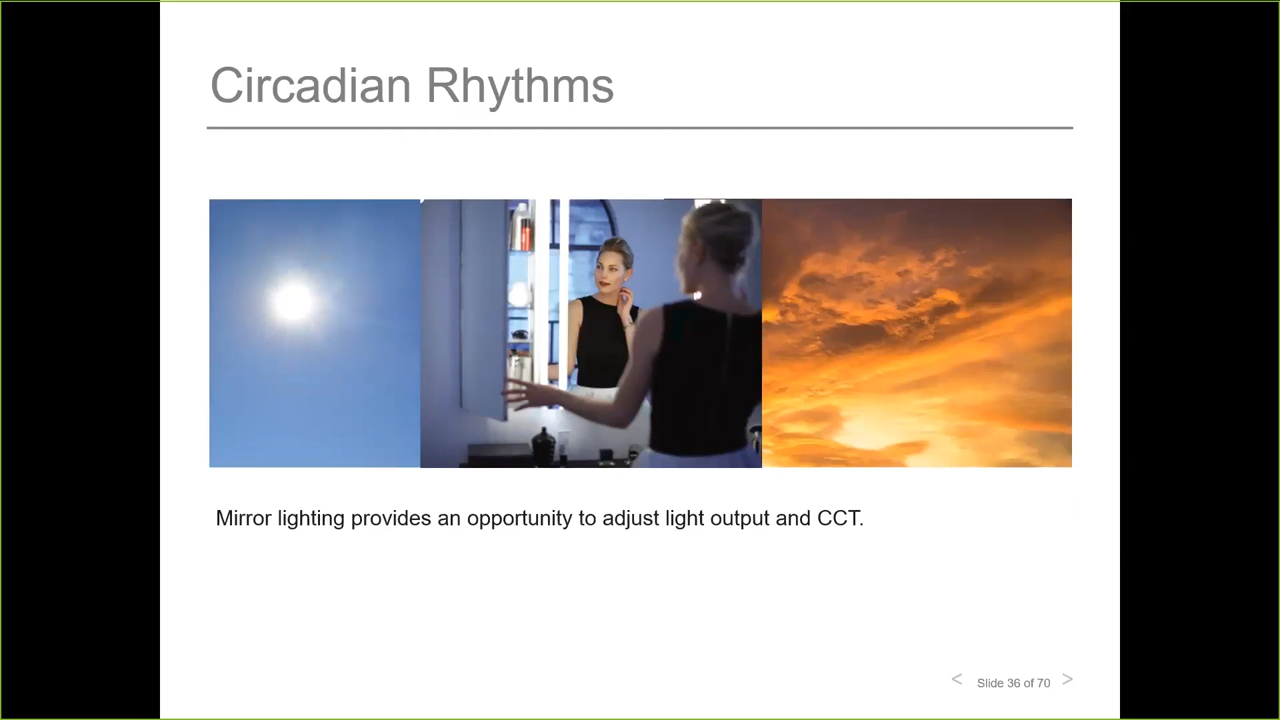 Circadian Rhythms
Mirror lighting provides an opportunity to adjust light output and CCT.
< Slide 36 of 70 >